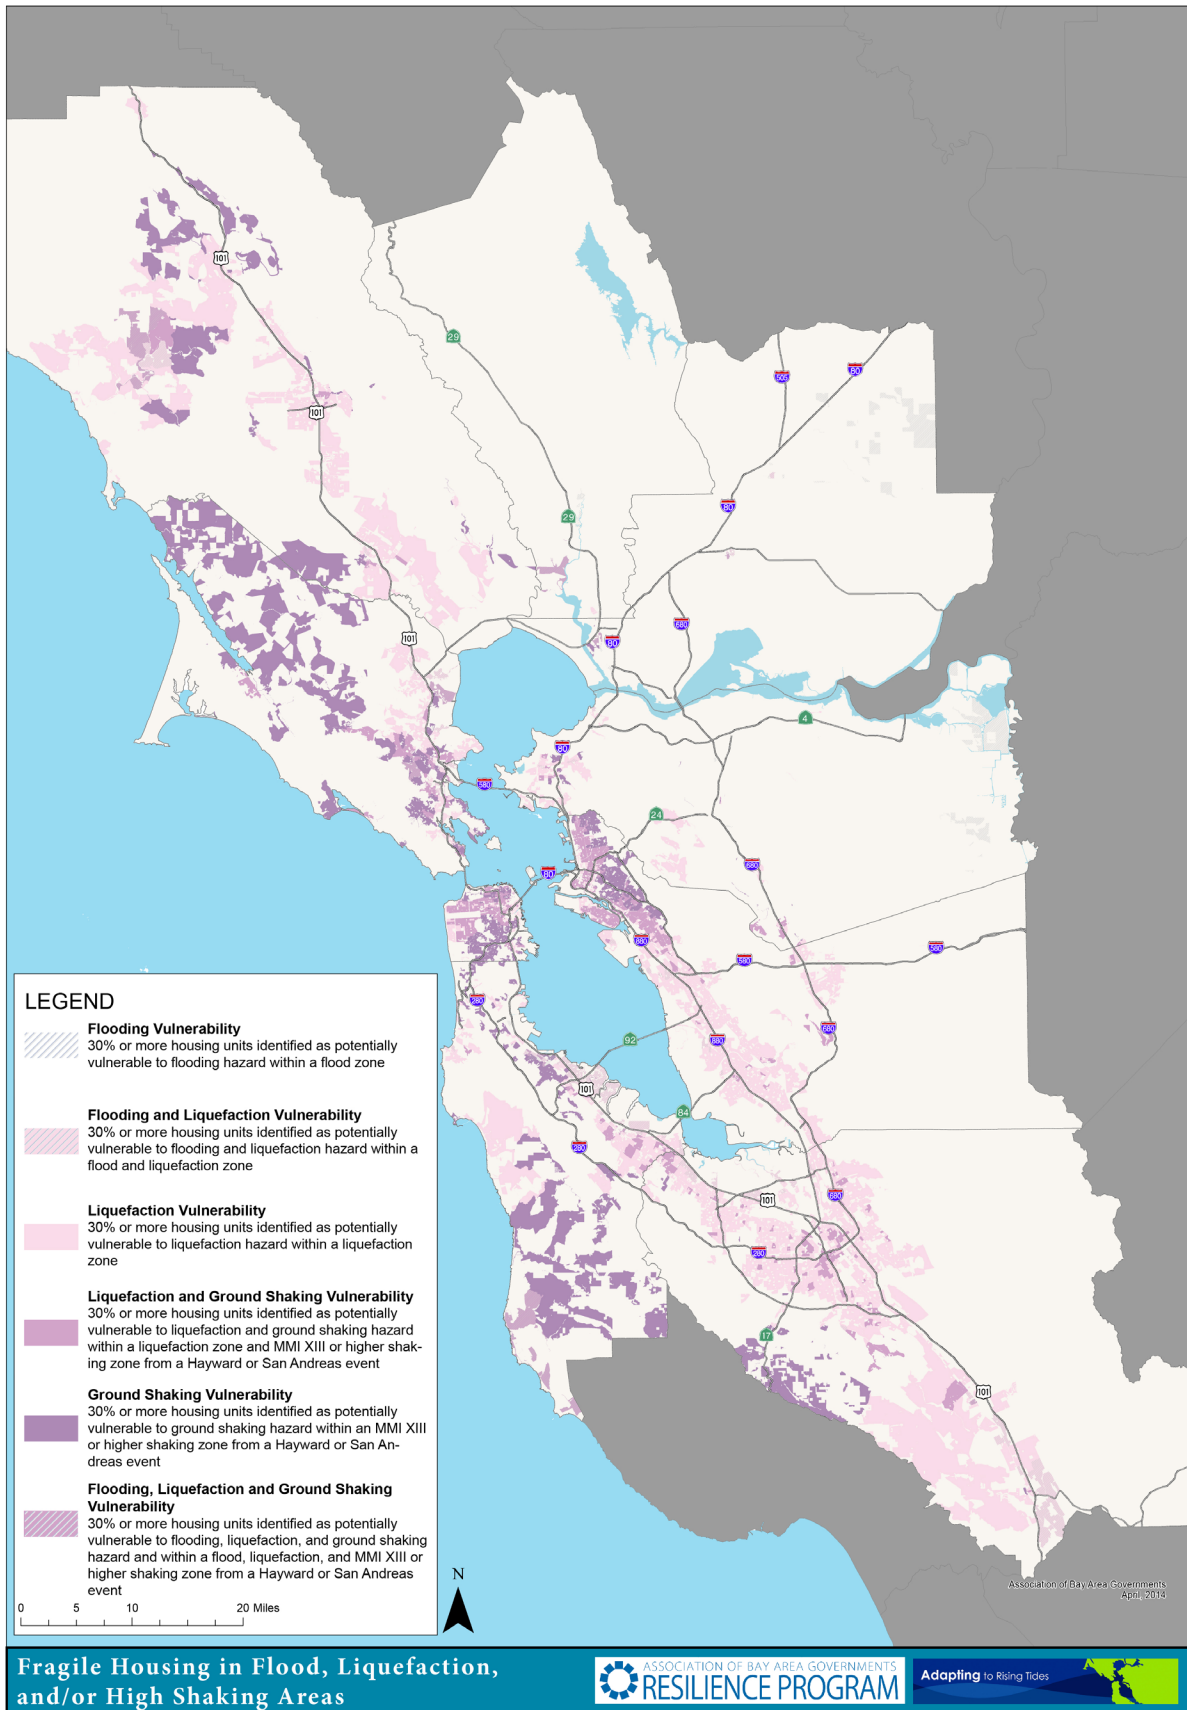 101
29
505
80
101
29
80
101
680
80
4
80
580
24
680
80
880
580
580
280
680
92
880
101
84
280
101
680
280
17
101
LEGEND
Flooding Vulnerability
30% or more housing units identified as potentially
vulnerable to flooding hazard within a flood zone
Flooding and Liquefaction Vulnerability
30% or more housing units identified as potentially
vulnerable to flooding and liquefaction hazard within a
flood and liquefaction zone
Liquefaction Vulnerability
30% or more housing units identified as potentially
vulnerable to liquefaction hazard within a liquefaction
zone
Liquefaction and Ground Shaking Vulnerability
30% or more housing units identified as potentially
vulnerable to liquefaction and ground shaking hazard
within a liquefaction zone and MMI XIII or higher shak-
ing zone from a Hayward or San Andreas event
Ground Shaking Vulnerability
30% or more housing units identified as potentially
vulnerable to ground shaking hazard within an MMI XIII
or higher shaking zone from a Hayward or San An-
dreas event
Flooding, Liquefaction and Ground Shaking
Vulnerability
30% or more housing units identified as potentially
vulnerable to flooding, liquefaction, and ground shaking
hazard and within a flood, liquefaction, and MMI XIII or
higher shaking zone from a Hayward or San Andreas
event
0 5 10 20 Miles
N
Association of Bay Area Governments
April, 2014
Fragile Housing in Flood, Liquefaction,
and/or High Shaking Areas
ASSOCIATION OF BAY AREA GOVERNMENTS
RESILIENCE PROGRAM
Adapting to Rising Tides